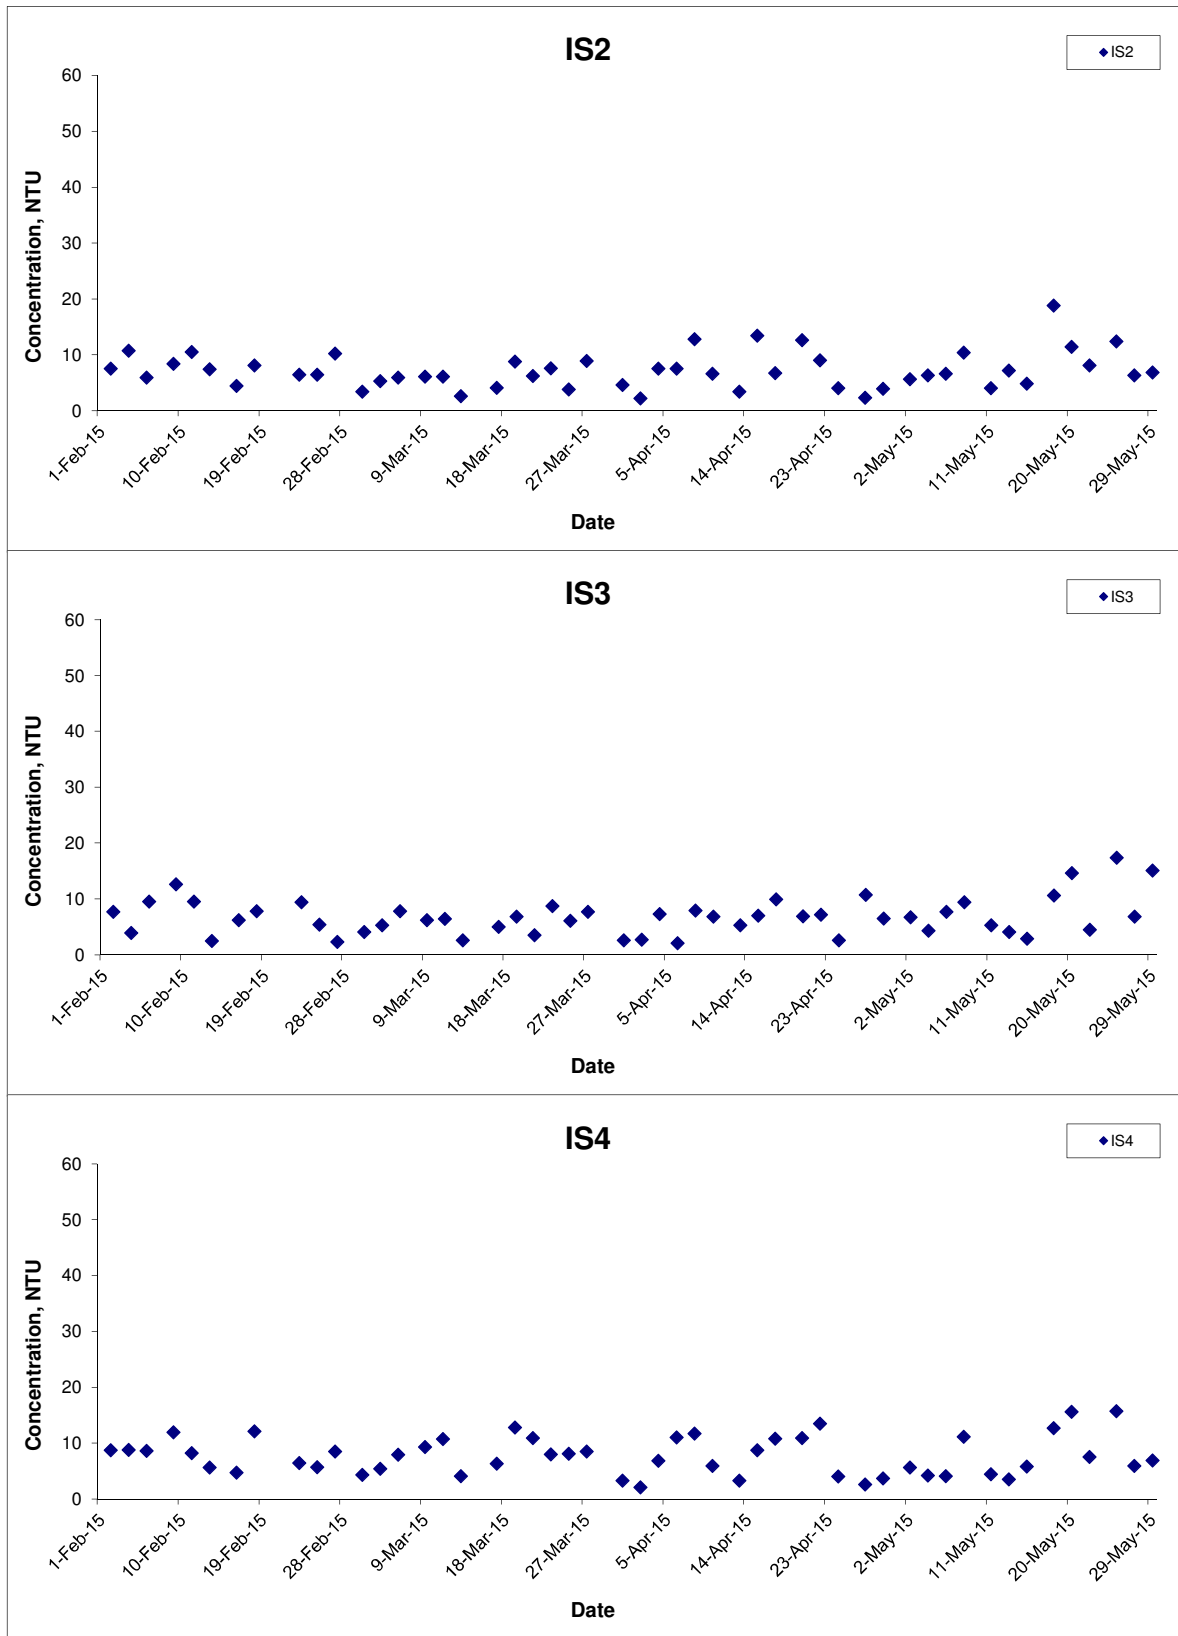 IS2
IS2
Concentration, NTU
60
50
40
30
20
10
0
1-Feb-15 10-Feb-15 19-Feb-15 28-Feb-15 9-Mar-15 18-Mar-15 27-Mar-15 5-Apr-15 14-Apr-15 23-Apr-15 2-May-15 11-May-15 20-May-15 29-May-15
Date
IS3
IS3
Concentration, NTU
60
50
40
30
20
10
0
1-Feb-15 10-Feb-15 19-Feb-15 28-Feb-15 9-Mar-15 18-Mar-15 27-Mar-15 5-Apr-15 14-Apr-15 23-Apr-15 2-May-15 11-May-15 20-May-15 29-May-15
Date
IS4
IS4
Concentration, NTU
60
50
40
30
20
10
0
1-Feb-15 10-Feb-15 19-Feb-15 28-Feb-15 9-Mar-15 18-Mar-15 27-Mar-15 5-Apr-15 14-Apr-15 23-Apr-15 2-May-15 11-May-15 20-May-15 29-May-15
Date